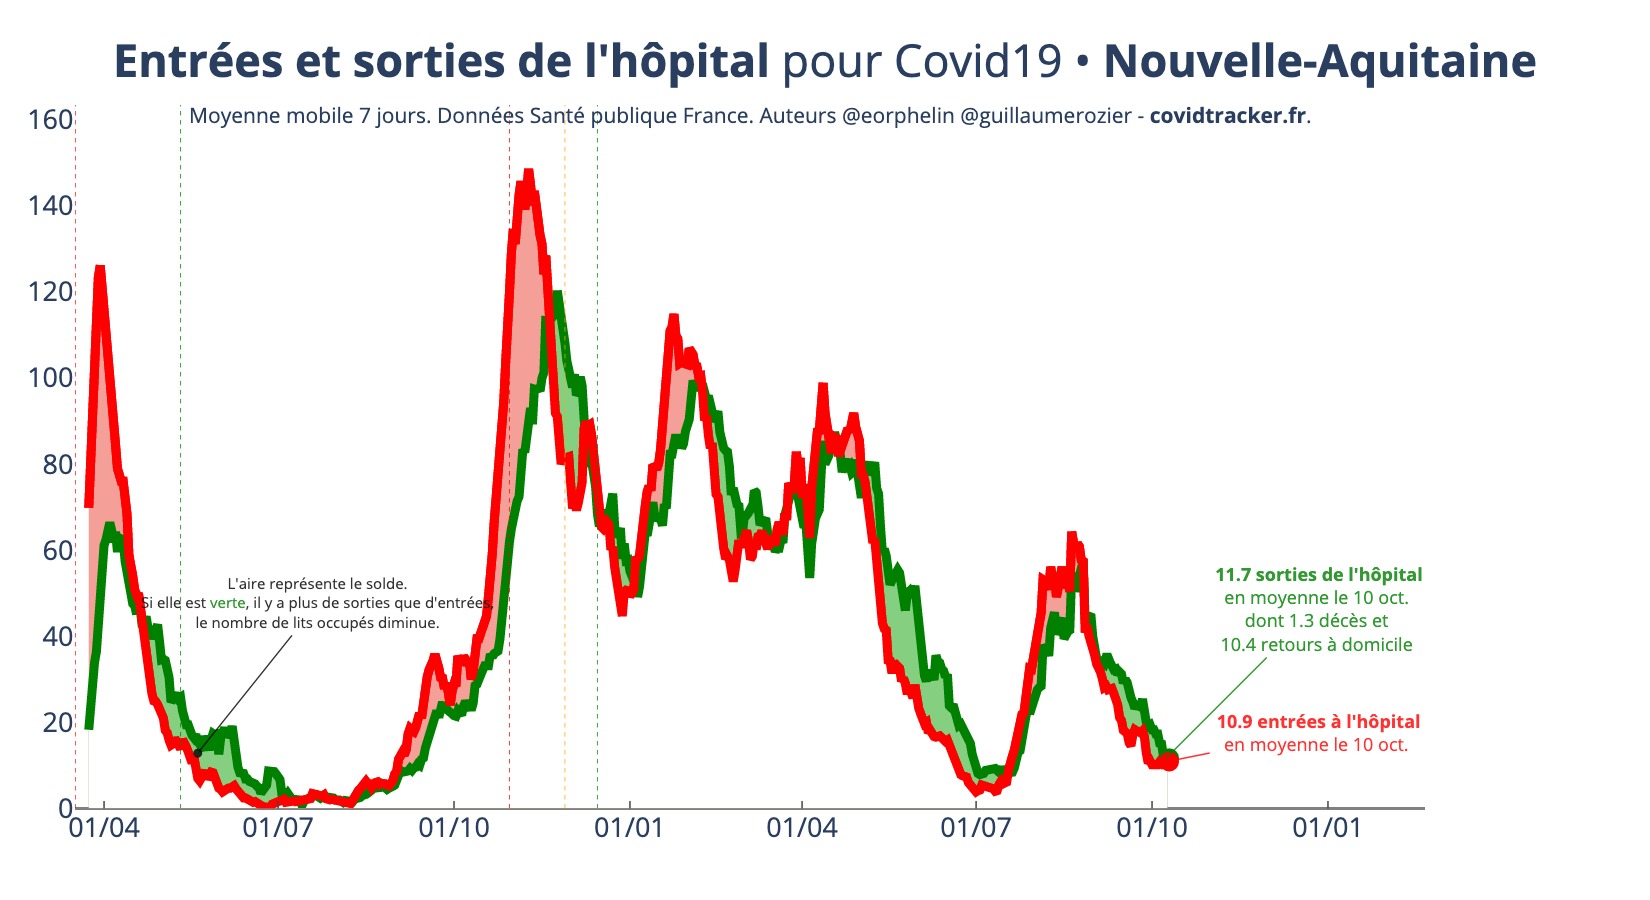 Entrées et sorties de l'hôpital pour Covid19 • Nouvelle-Aquitaine
Moyenne mobile 7 jours. Données Santé publique France. Auteurs @eorphelin @guillaumerozier - covidtracker.fr.
160
140
120
100
80
60
40
20
0
L'aire représente le solde.
Si elle est verte, il y a plus de sorties que d'entrées,
le nombre de lits occupés diminue.
11.7 sorties de l'hôpital
en moyenne le 10 oct.
dont 1.3 décès et
10.4 retours à domicile
10.9 entrées à l'hôpital
en moyenne le 10 oct.
01/04 01/07 01/10 01/01 01/04 01/07 01/10 01/01